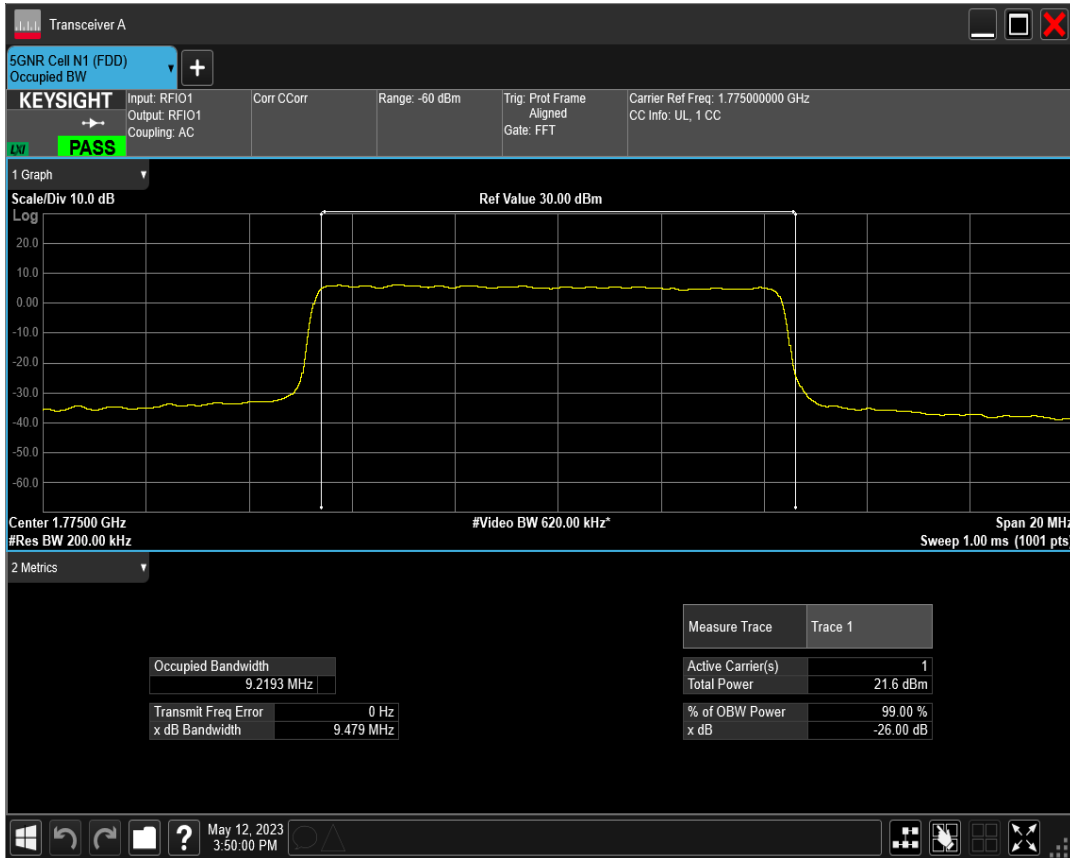 Transceiver A
5GNR Cell N1 (FDD)
Occupied BW
+
KEYSIGHT
LXI
PASS
Input: RFIO1
Output: RFIO1
Coupling: AC
Corr CCorr
Range: -60 dBm
Trig: Prot Frame
Aligned
Gate: FFT
Carrier Ref Freq: 1.775000000 GHz
CC Info: UL, 1 CC
1 Graph
Scale/Div 10.0 dB
Ref Value 30.00 dBm
Log
20.0
10.0
0.00
-10.0
-20.0
-30.0
-40.0
-50.0
-60.0
Center 1.77500 GHz
#Video BW 620.00 kHz*
Span 20 MHz
#Res BW 200.00 kHz
Sweep 1.00 ms (1001 pts)
2 Metrics
Measure Trace Trace 1
Occupied Bandwidth
9.2193 MHz
Active Carrier(s) 1
Total Power 21.6 dBm
Transmit Freq Error 0 Hz
x dB Bandwidth 9.479 MHz
% of OBW Power 99.00 %
x dB -26.00 dB
?
May 12, 2023
3:50:00 PM